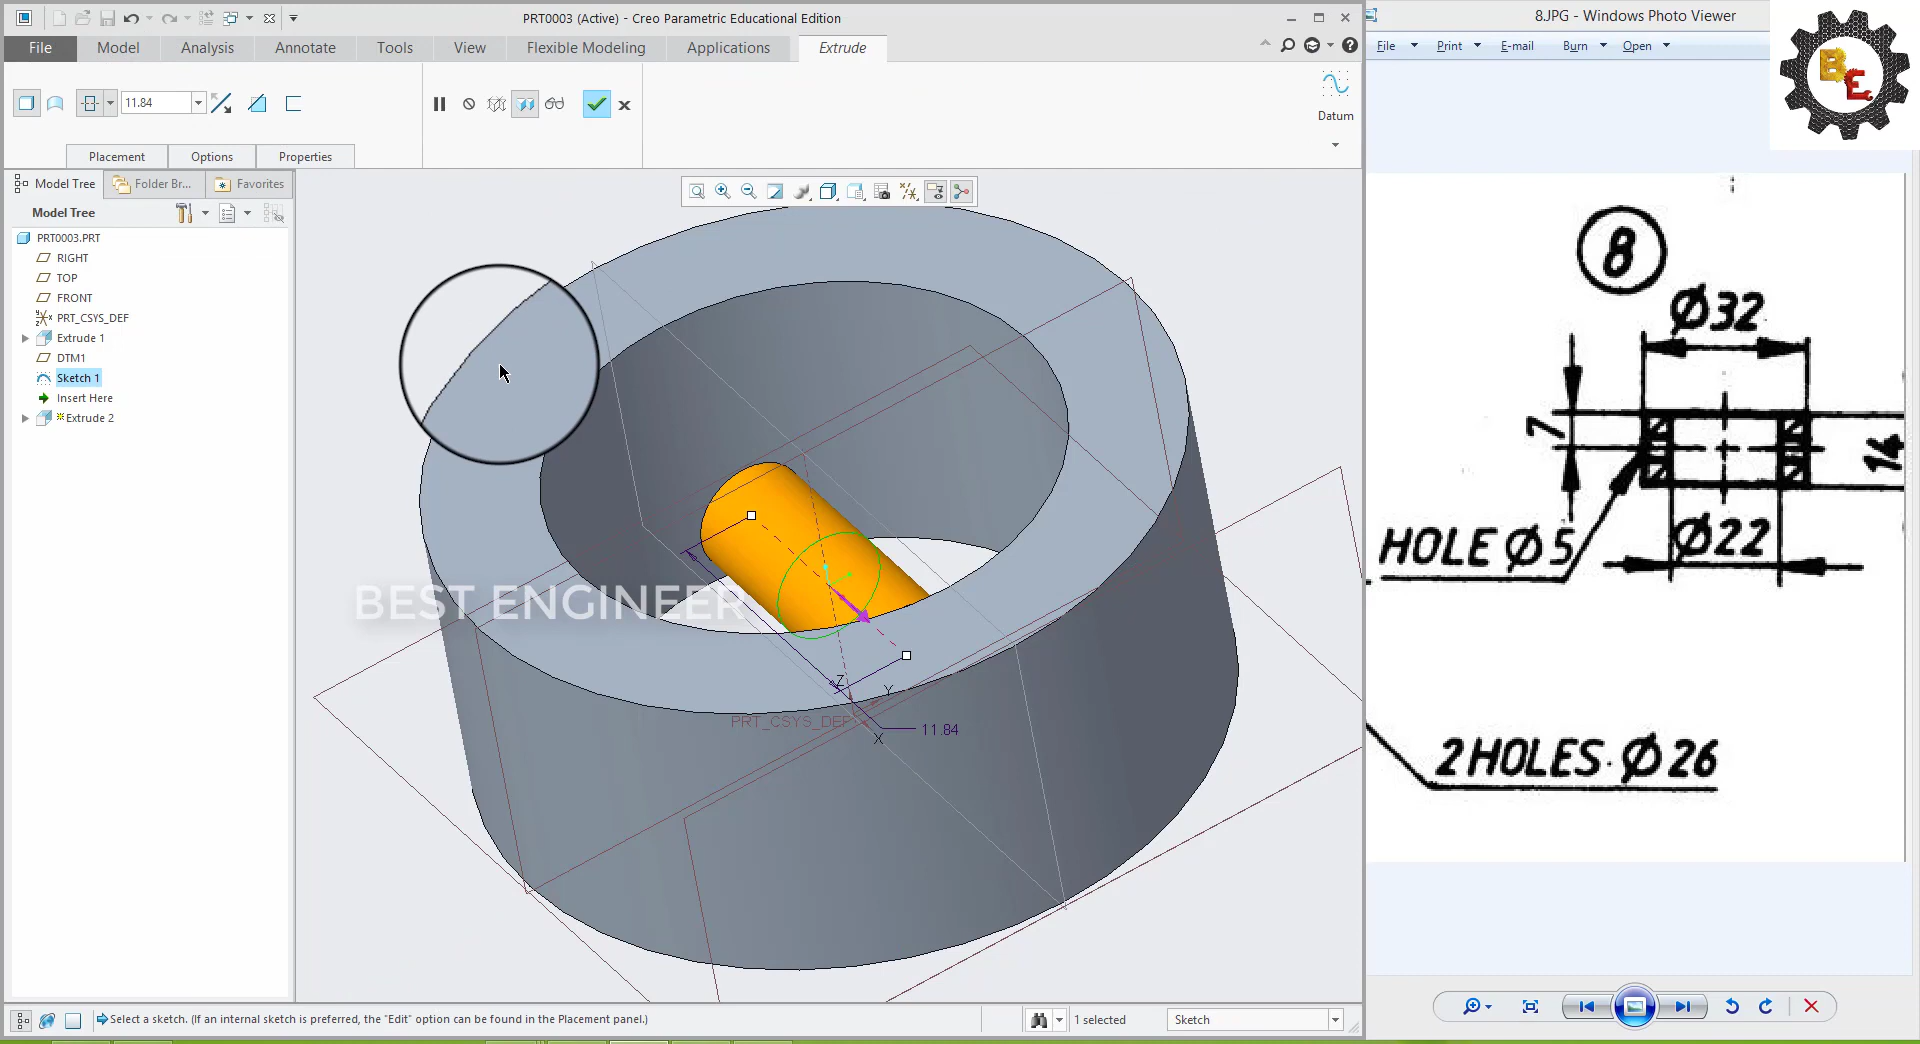 PRT0003 (Active) - Creo Parametric Educational Edition
File
Model
Analysis
Annotate
Tools
View
Flexible Modeling
Applications
Extrude
11.84
Datum
Placement
Options
Properties
Model Tree
Folder Br...
Favorites
Model Tree
PRT0003.PRT
RIGHT
TOP
FRONT
PRT_CSYS_DEF
Extrude 1
DTM1
Sketch 1
Insert Here
Extrude 2
BEST ENGINEER
Z
Y
PRT_CSYS_DEF
X
11.84
Select a sketch. (If an internal sketch is preferred, the "Edit" option can be found in the Placement panel.)
1 selected
Sketch
8.JPG - Windows Photo Viewer
File
Print
E-mail
Burn
Open
B
E
8
Ø32
7
14
HOLE Ø5
Ø22
2 HOLES Ø26